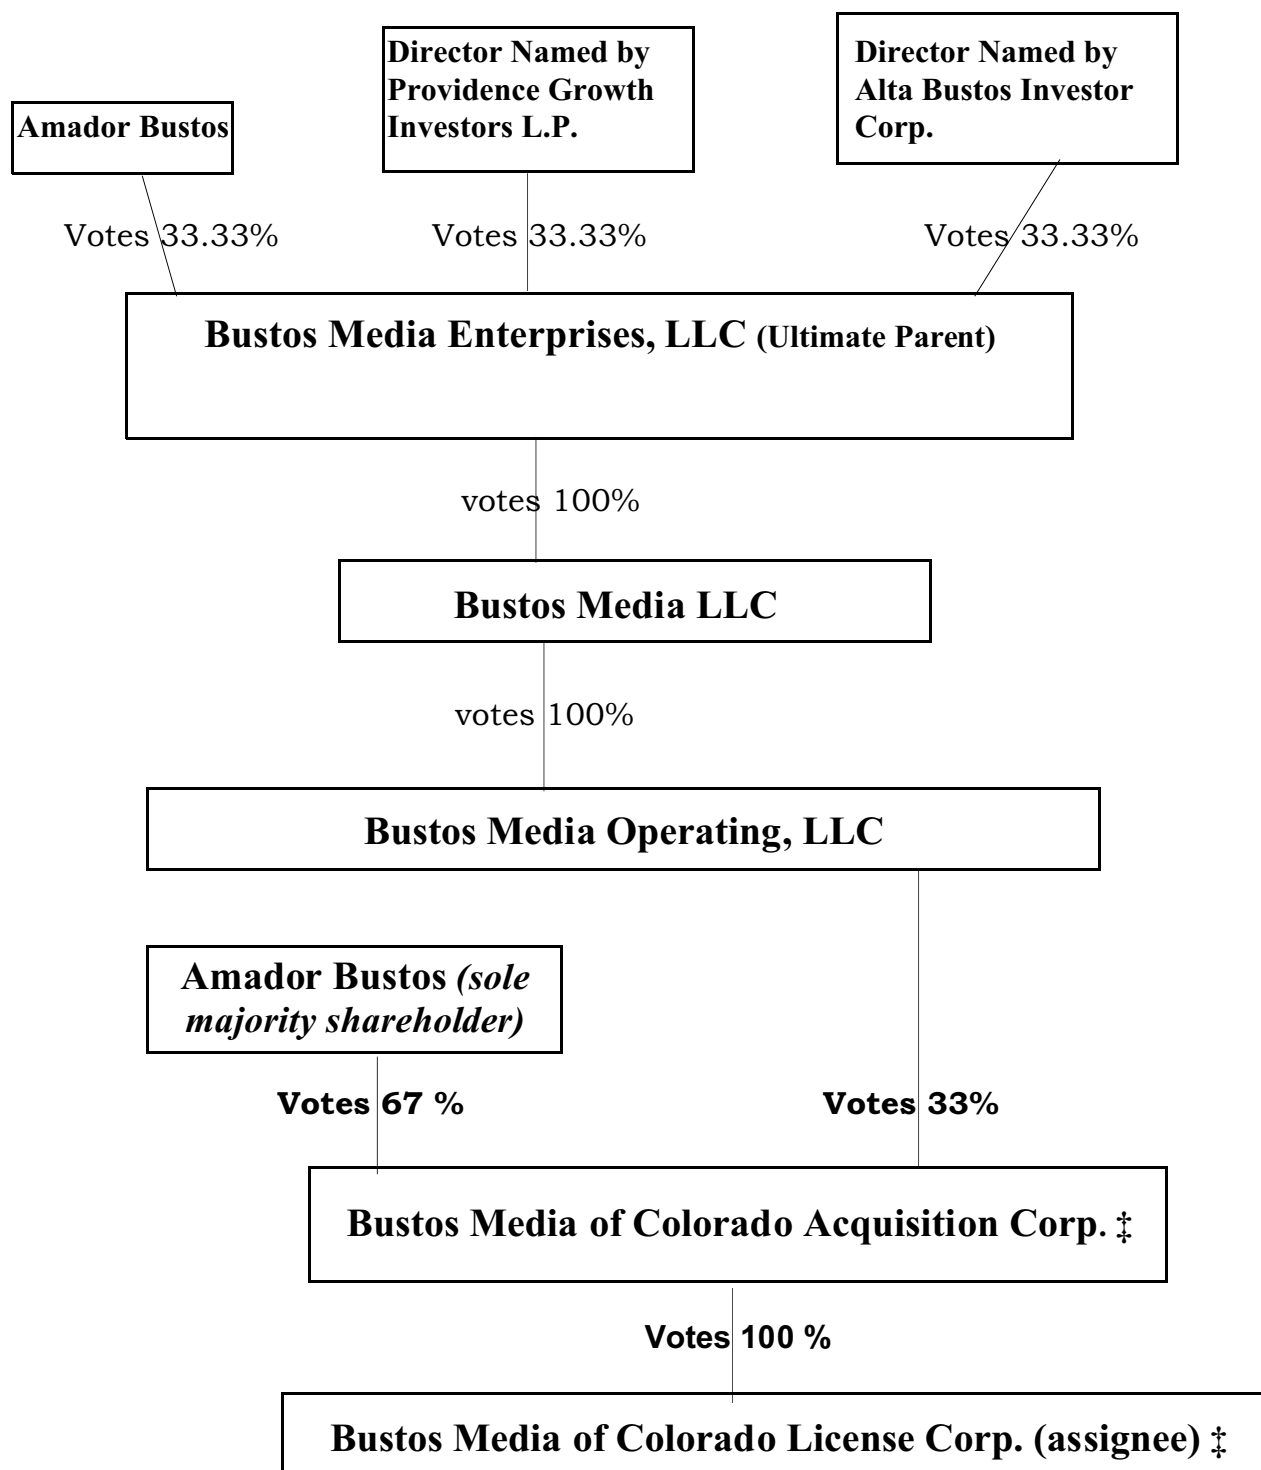 Amador Bustos
Director Named by
Providence Growth
Investors L.P.
Director Named by
Alta Bustos Investor
Corp.
Votes 33.33%
Votes 33.33%
Votes 33.33%
Bustos Media Enterprises, LLC (Ultimate Parent)
votes 100%
Bustos Media LLC
votes 100%
Bustos Media Operating, LLC
Amador Bustos (sole
majority shareholder)
Votes 67 %
Votes 33%
Bustos Media of Colorado Acquisition Corp. ‡
Votes 100 %
Bustos Media of Colorado License Corp. (assignee) ‡